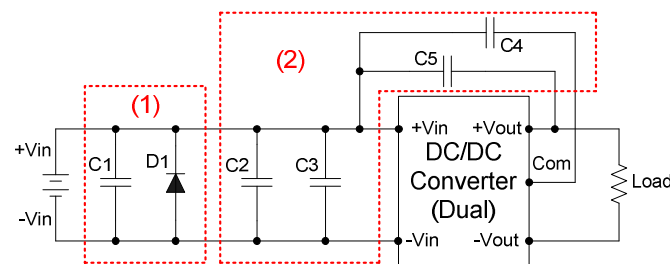 (2)
C4
C5
(1)
+Vin
+Vout
+Vin
C1
D1
C2
C3
DC/DC
Converter
(Dual)
Com
Load
-Vin
-Vin
-Vout